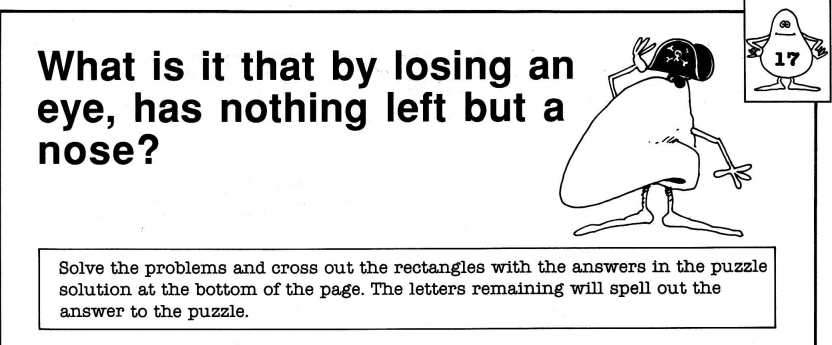 17
What is it that by losing an
eye, has nothing left but a
nose?
Solve the problems and cross out the rectangles with the answers in the puzzle
solution at the bottom of the page. The letters remaining will spell out the
answer to the puzzle.